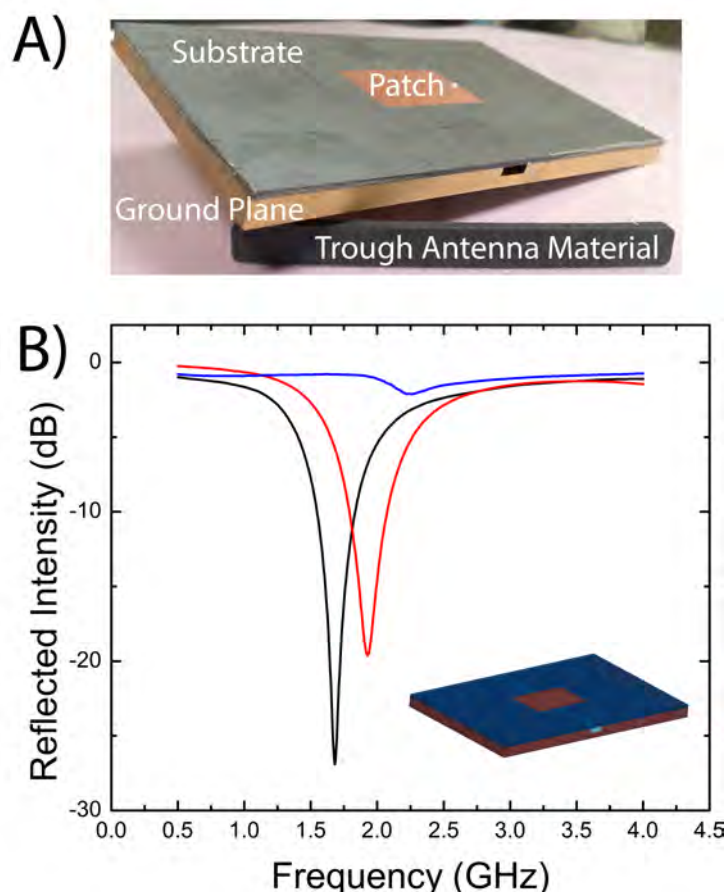 A)
Substrate
Patch
Ground Plane
Trough Antenna Material
B)
0
-10
-20
-30
Reflected Intensity (dB)
0.0 0.5 1.0 1.5 2.0 2.5 3.0 3.5 4.0 4.5
Frequency (GHz)